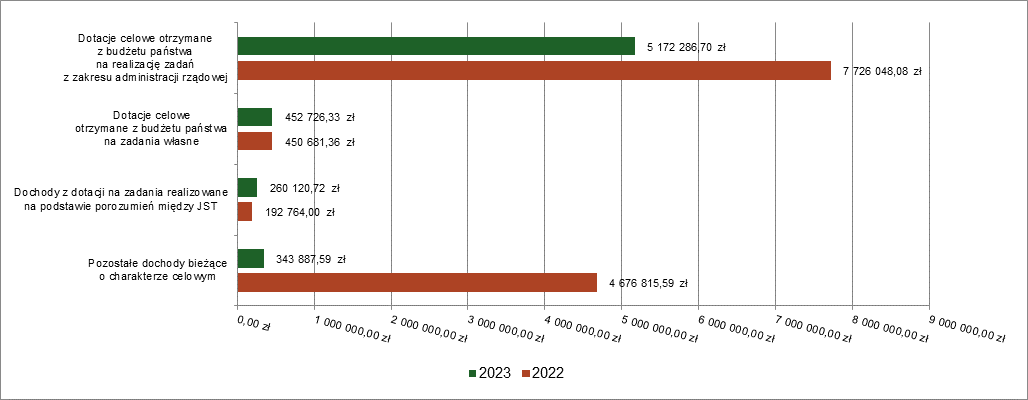 Dotacje celowe otrzymane
z budżetu państwa
na realizację zadań
z zakresu administracji rządowej
5 172 286,70 zł
7 726 048,08 zł
Dotacje celowe
otrzymane z budżetu państwa
na zadania własne
452 726,33 zł
450 681,36 zł
Dochody z dotacji na zadania realizowane
na podstawie porozumień między JST
260 120,72 zł
192 764,00 zł
Pozostałe dochody bieżące
o charakterze celowym
343 887,59 zł
4 676 815,59 zł
0,00 zł
1 000 000,00 zł
2 000 000,00 zł
3 000 000,00 zł
4 000 000,00 zł
5 000 000,00 zł
6 000 000,00 zł
7 000 000,00 zł
8 000 000,00 zł
9 000 000,00 zł
2023 2022